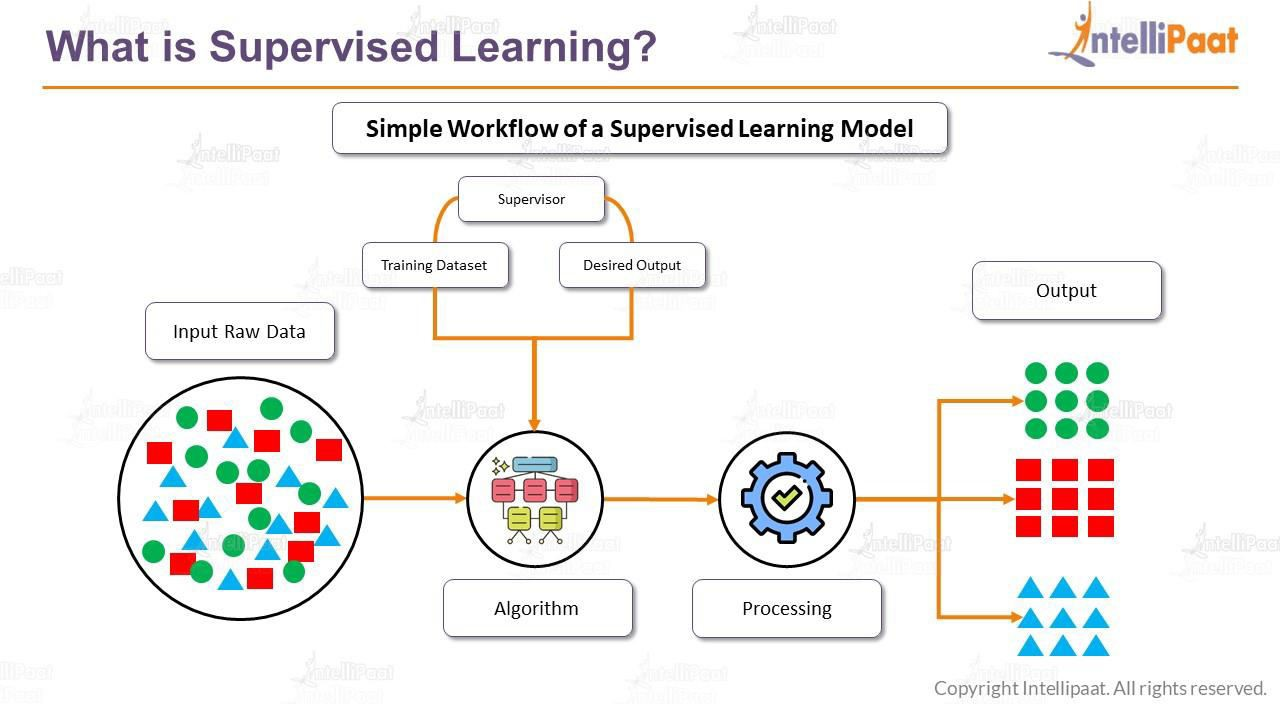 What is Supervised Learning?
IntelliPaat
Simple Workflow of a Supervised Learning Model
Supervisor
Training Dataset
Desired Output
Output
Input Raw Data
Algorithm
Processing
Copyright Intellipaat. All rights reserved.